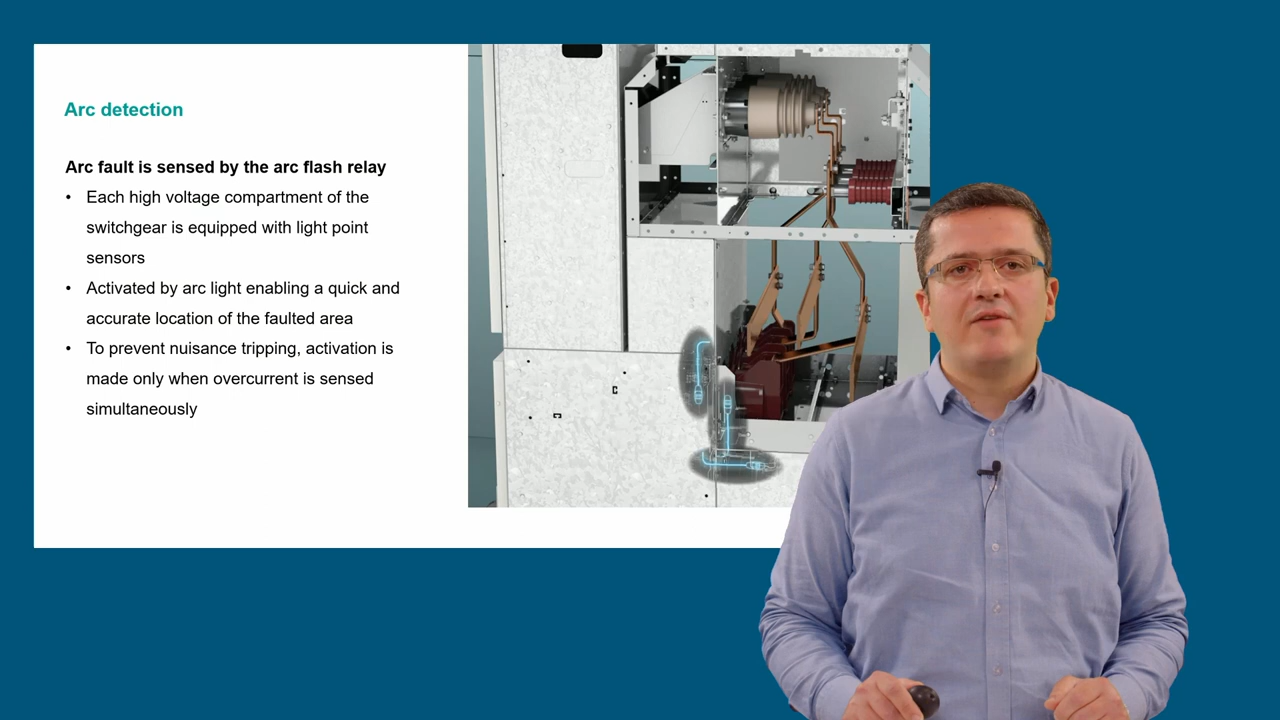 Arc detection
Arc fault is sensed by the arc flash relay
• Each high voltage compartment of the
switchgear is equipped with light point
sensors
• Activated by arc light enabling a quick and
accurate location of the faulted area
• To prevent nuisance tripping, activation is
made only when overcurrent is sensed
simultaneously